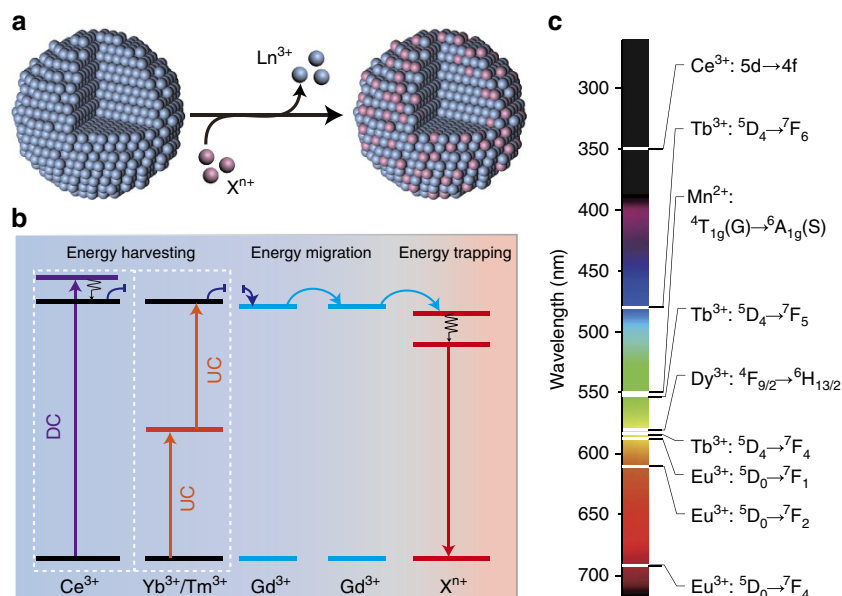 a
Ln³⁺
Xⁿ⁺
b
Energy harvesting
Energy migration
Energy trapping
DC
UC
UC
Ce³⁺
Yb³⁺/Tm³⁺
Gd³⁺
Gd³⁺
Xⁿ⁺
c
Wavelength (nm)
300
350
400
450
500
550
600
650
700
Ce³⁺: 5d→4f
Tb³⁺: ⁵D₄→⁷F₆
Mn²⁺:
⁴T₁g(G)→⁶A₁g(S)
Tb³⁺: ⁵D₄→⁷F₅
Dy³⁺: ⁴F₉/₂→⁶H₁₃/₂
Tb³⁺: ⁵D₄→⁷F₄
Eu³⁺: ⁵D₀→⁷F₁
Eu³⁺: ⁵D₀→⁷F₂
Eu³⁺: ⁵D₀→⁷F₄